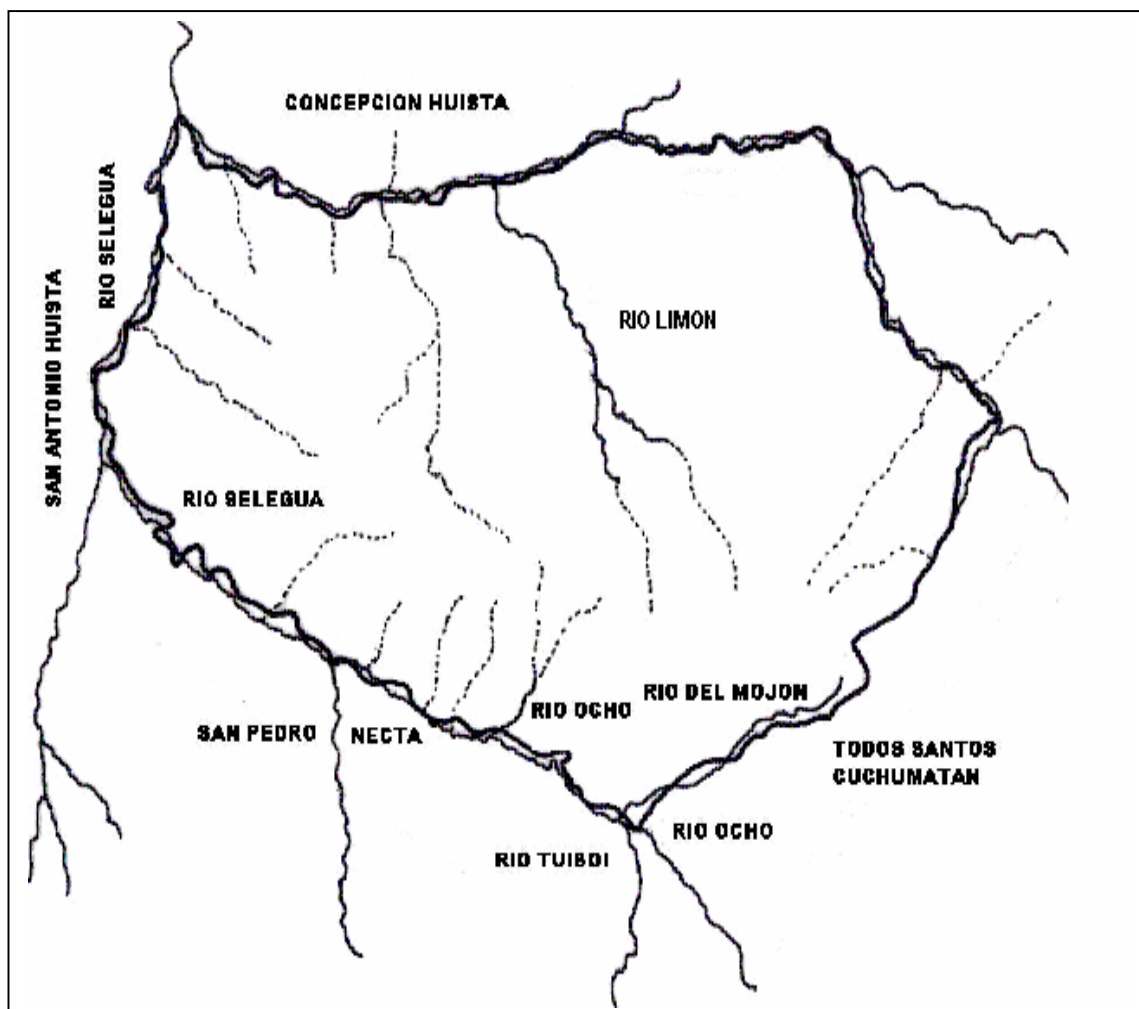 CONCEPCION HUISTA
RIO SELEGUA
SAN ANTONIO HUISTA
RIO LIMON
RIO SELEGUA
RIO DEL MOJON
RIO OCHO
SAN PEDRO NECTA
TODOS SANTOS
CUCHUMATAN
RIO OCHO
RIO TUISDI